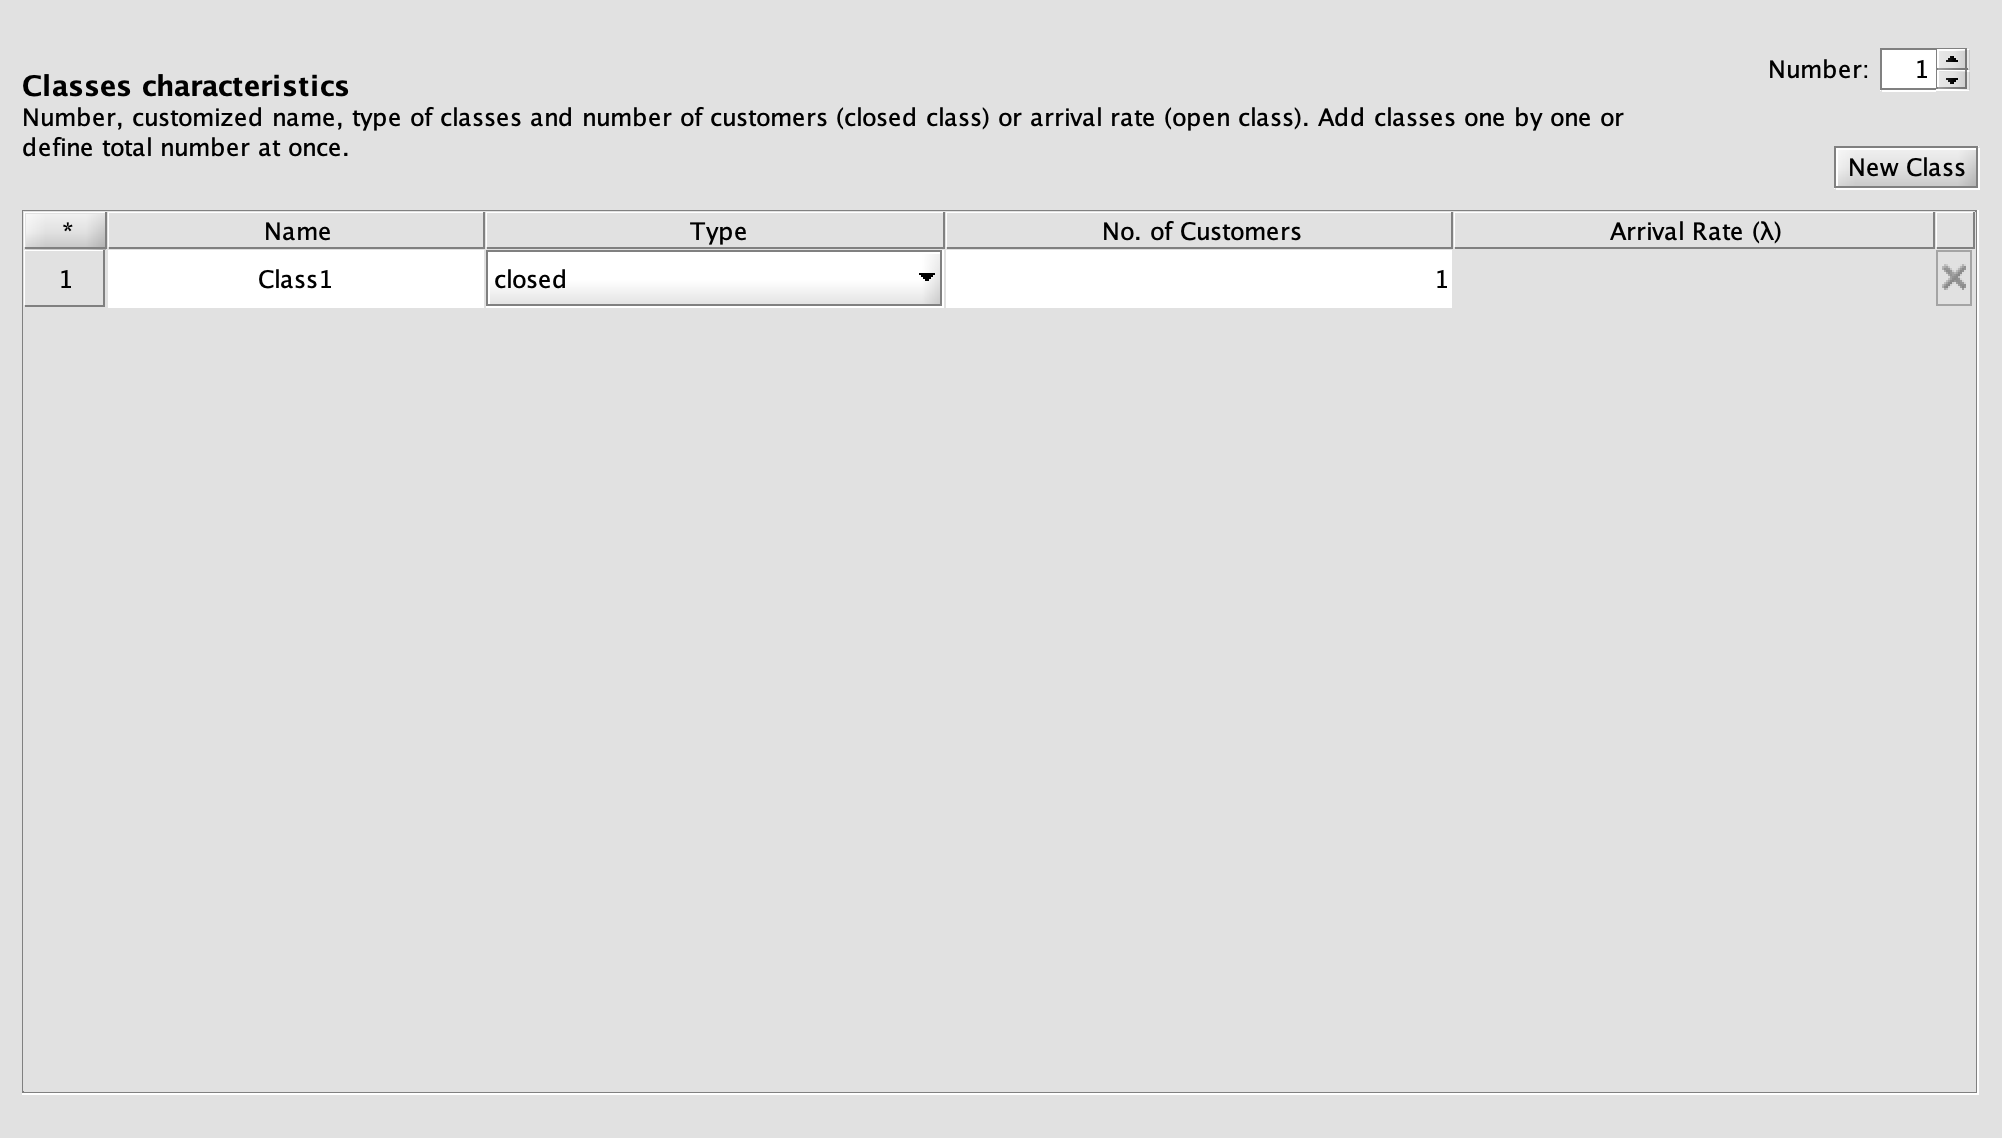 Number: 1
Classes characteristics
Number, customized name, type of classes and number of customers (closed class) or arrival rate (open class). Add classes one by one or
define total number at once.
New Class
* Name Type No. of Customers Arrival Rate (λ)
1 Class1 closed 1